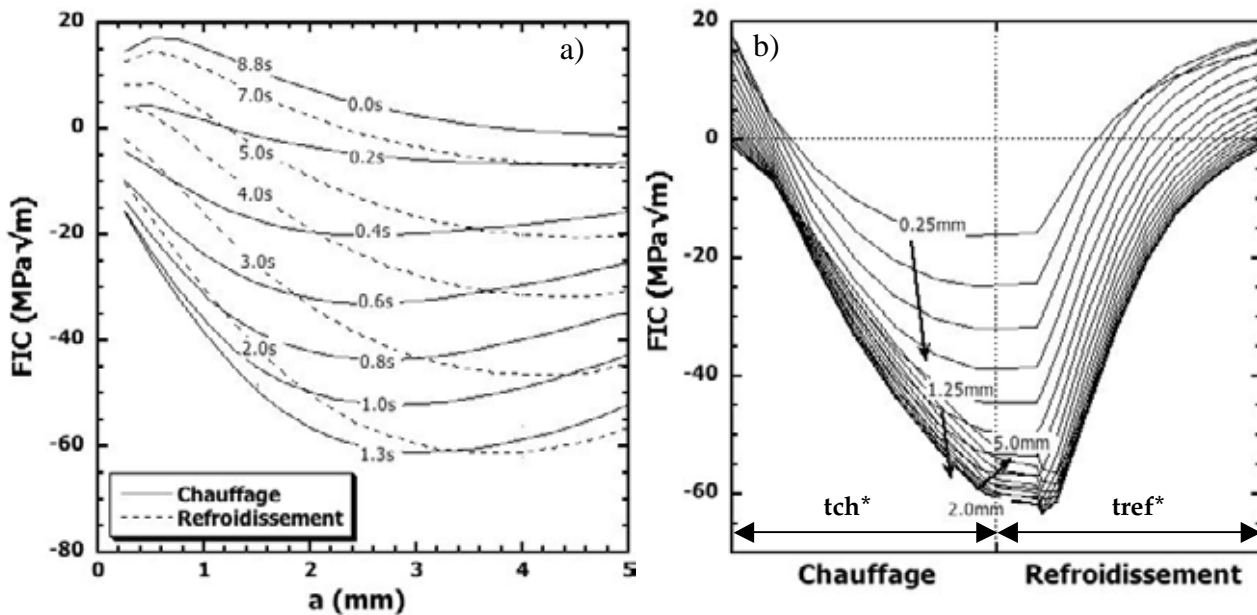 a)
FIC (MPa √m)
20
0
-20
-40
-60
-80
8.8s
7.0s
0.0s
0.2s
5.0s
4.0s
0.4s
3.0s
0.6s
2.0s
0.8s
1.0s
1.3s
Chauffage
Refroidissement
0 1 2 3 4 5
a (mm)
b)
FIC (MPa √m)
20
0
-20
-40
-60
0.25mm
1.25mm
5.0mm
2.0mm
tch* tref*
Chauffage Refroidissement